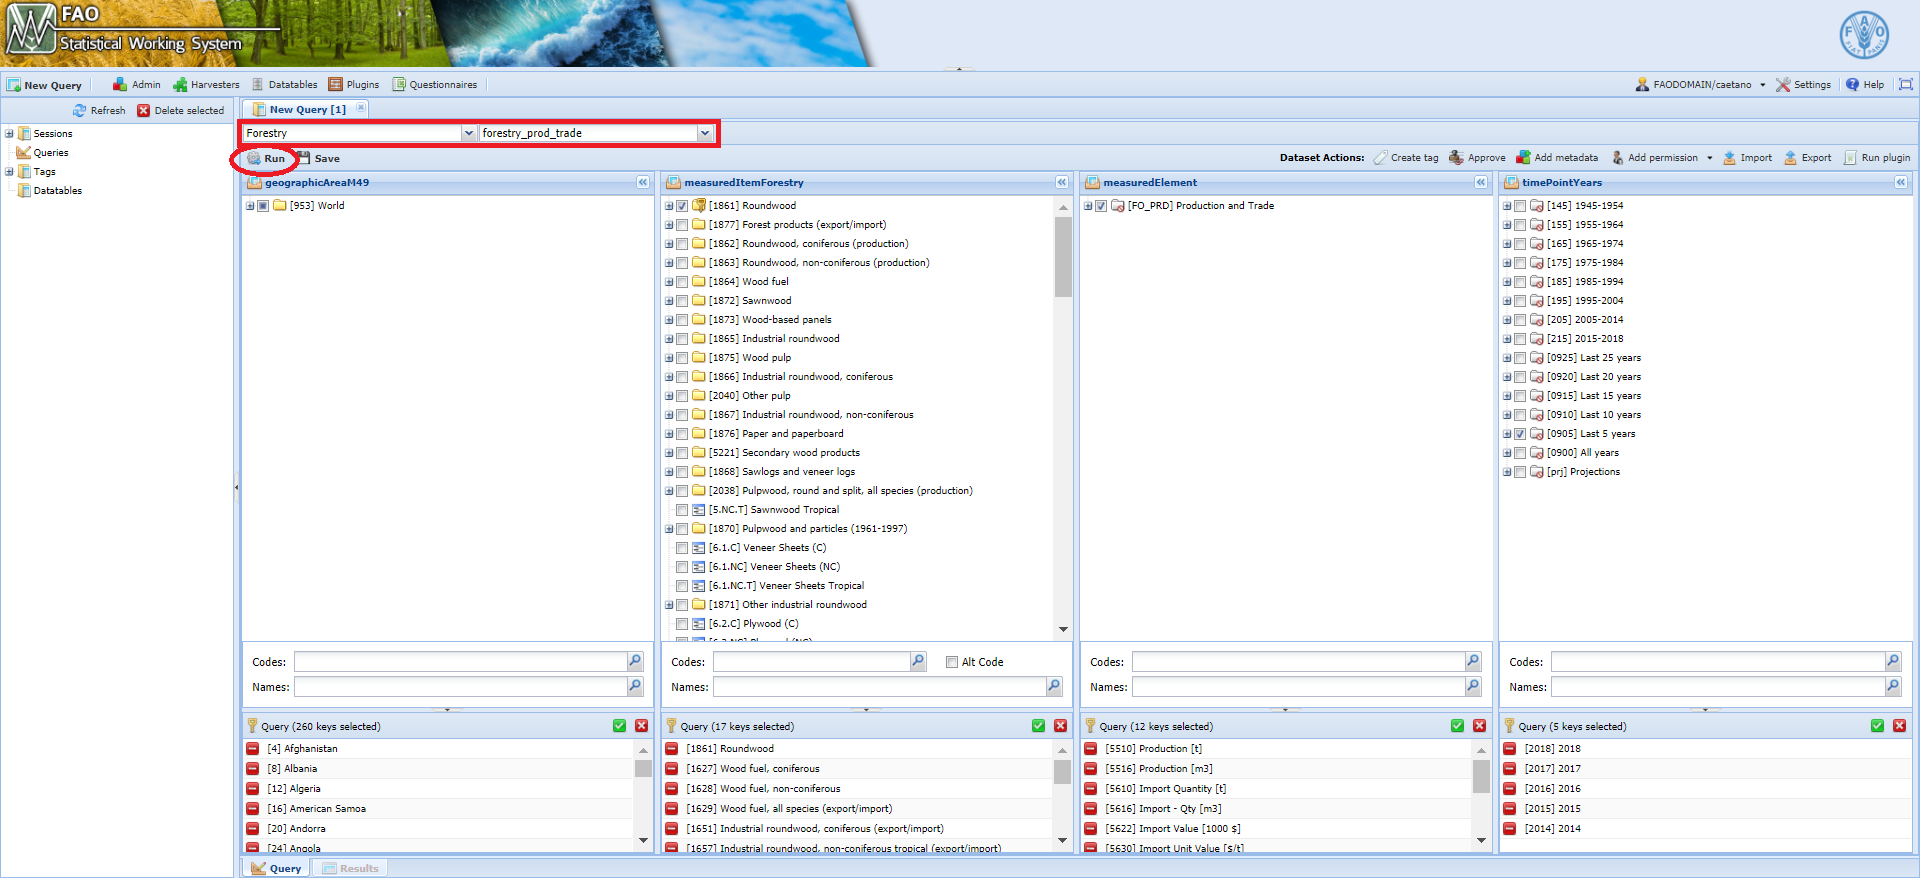 FAO
Statistical Working System
FAO
FIAT PANIS
New Query Admin Harvesters Datatables Plugins Questionnaires FAODOMAIN/caetano Settings Help
Refresh Delete selected
New Query [1]
Sessions
Queries
Tags
Datatables
Forestry forestry_prod_trade
Run Save Dataset Actions: Create tag Approve Add metadata Add permission Import Export Run plugin
geographicAreaM49
[953] World
Codes:
Names:
Query (260 keys selected)
[4] Afghanistan
[8] Albania
[12] Algeria
[16] American Samoa
[20] Andorra
[24] Angola
measuredItemForestry
[1861] Roundwood
[1877] Forest products (export/import)
[1862] Roundwood, coniferous (production)
[1863] Roundwood, non-coniferous (production)
[1864] Wood fuel
[1872] Sawnwood
[1873] Wood-based panels
[1865] Industrial roundwood
[1875] Wood pulp
[1866] Industrial roundwood, coniferous
[2040] Other pulp
[1867] Industrial roundwood, non-coniferous
[1876] Paper and paperboard
[5221] Secondary wood products
[1868] Sawlogs and veneer logs
[2038] Pulpwood, round and split, all species (production)
[5.NC.T] Sawnwood Tropical
[1870] Pulpwood and particles (1961-1997)
[6.1.C] Veneer Sheets (C)
[6.1.NC] Veneer Sheets (NC)
[6.1.NC.T] Veneer Sheets Tropical
[1871] Other industrial roundwood
[6.2.C] Plywood (C)
Codes: Alt Code
Names:
Query (17 keys selected)
[1861] Roundwood
[1627] Wood fuel, coniferous
[1628] Wood fuel, non-coniferous
[1629] Wood fuel, all species (export/import)
[1651] Industrial roundwood, coniferous (export/import)
[1657] Industrial roundwood, non-coniferous tropical (export/import)
measuredElement
[FO_PRD] Production and Trade
Codes:
Names:
Query (12 keys selected)
[5510] Production [t]
[5516] Production [m3]
[5610] Import Quantity [t]
[5616] Import - Qty [m3]
[5622] Import Value [1000 $]
[5630] Import Unit Value [$/t]
timePointYears
[145] 1945-1954
[155] 1955-1964
[165] 1965-1974
[175] 1975-1984
[185] 1985-1994
[195] 1995-2004
[205] 2005-2014
[215] 2015-2018
[0925] Last 25 years
[0920] Last 20 years
[0915] Last 15 years
[0910] Last 10 years
[0905] Last 5 years
[0900] All years
[prj] Projections
Codes:
Names:
Query (5 keys selected)
[2018] 2018
[2017] 2017
[2016] 2016
[2015] 2015
[2014] 2014
Query Results